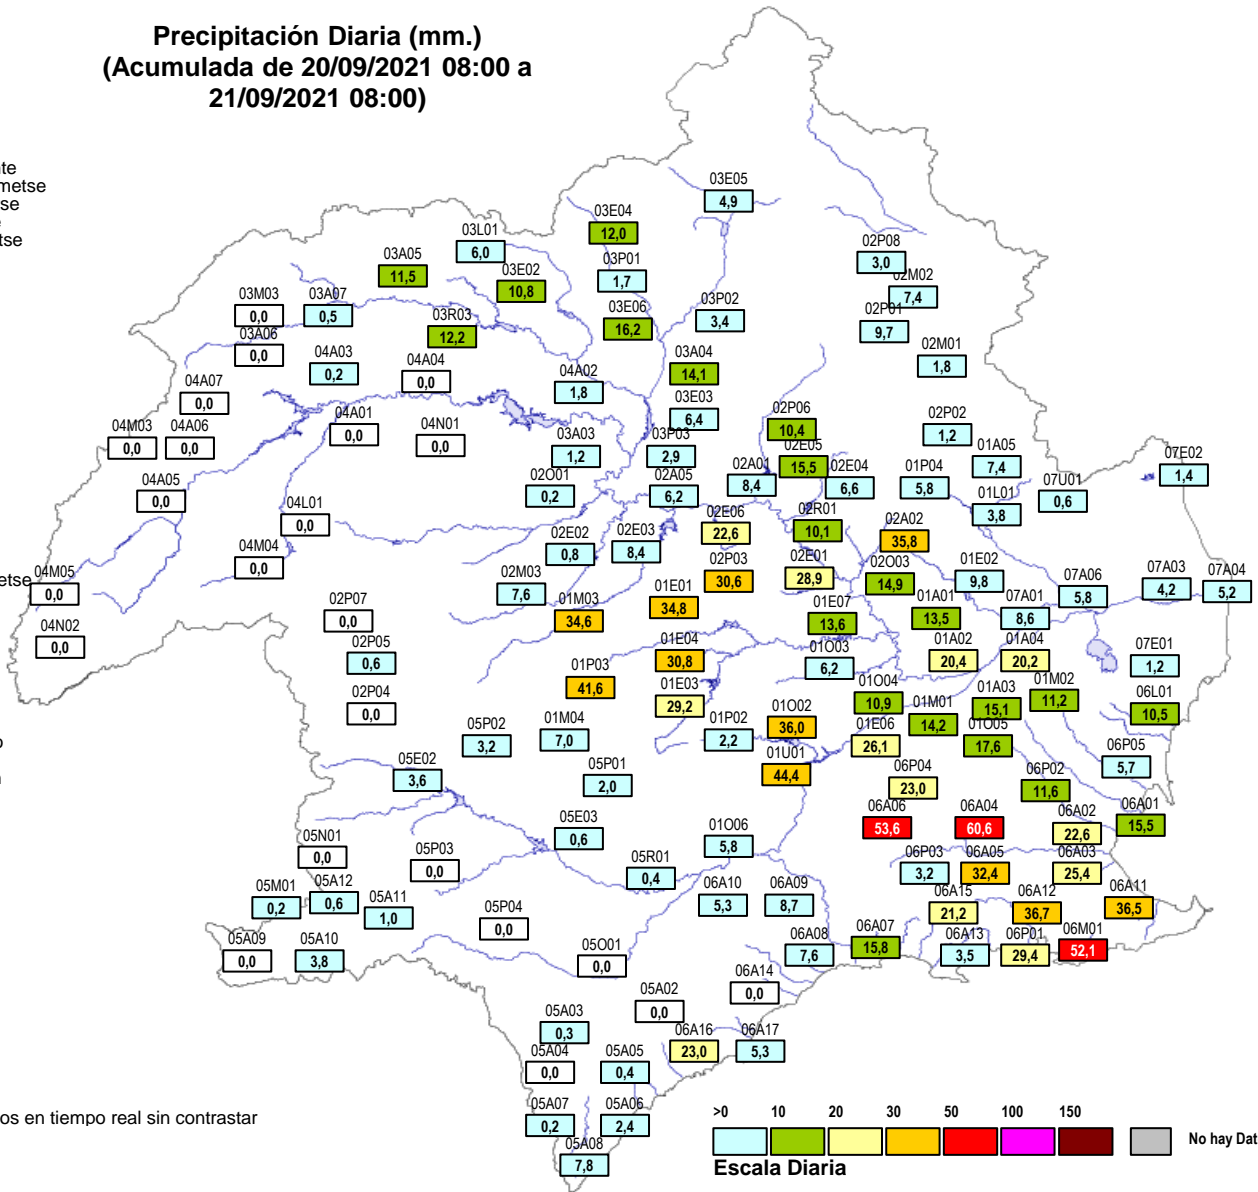 Precipitación Diaria (mm.)
(Acumulada de 20/09/2021 08:00 a
21/09/2021 08:00)
nte
metse
se
e
tse
03E05
4,9
03E04
12,0
03L01
6,0
03A05
11,5
03E02
10,8
03P01
1,7
02P08
3,0
02M02
7,4
03M03
0,0
03A07
0,5
03R03
12,2
03E06
16,2
03P02
3,4
02P01
9,7
03A06
0,0
04A03
0,2
04A04
0,0
04A02
1,8
03A04
14,1
02M01
1,8
04A07
0,0
03E03
6,4
04M03
0,0
04A06
0,0
04A01
0,0
04N01
0,0
03A03
1,2
03P03
2,9
02P06
10,4
02P02
1,2
02E05
15,5
02E04
6,6
01P04
5,8
01A05
7,4
07E02
1,4
04A05
0,0
02O01
0,2
02A05
6,2
02A01
8,4
01L01
3,8
07U01
0,6
04L01
0,0
02E06
22,6
02R01
10,1
02A02
35,8
04M04
0,0
02E02
0,8
02E03
8,4
02P03
30,6
02E01
28,9
02O03
14,9
01E02
9,8
etse
04M05
0,0
02M03
7,6
01M03
34,6
01E01
34,8
01E07
13,6
01A01
13,5
07A01
8,6
07A06
5,8
07A03
4,2
07A04
5,2
04N02
0,0
02P07
0,0
02P05
0,6
01E04
30,8
01O03
6,2
01A02
20,4
01A04
20,2
07E01
1,2
02P04
0,0
01P03
41,6
01E03
29,2
01O04
10,9
01A03
15,1
01M02
11,2
06L01
10,5
05P02
3,2
01M04
7,0
01P02
2,2
01O02
36,0
01E06
26,1
01M01
14,2
01O05
17,6
06P05
5,7
o
n
05E02
3,6
05P01
2,0
01U01
44,4
06P04
23,0
06P02
11,6
05E03
0,6
01O06
5,8
06A06
53,6
06A04
60,6
06A02
22,6
06A01
15,5
05N01
0,0
05P03
0,0
05R01
0,4
06P03
3,2
06A05
32,4
06A03
25,4
05M01
0,2
05A12
0,6
05A11
1,0
06A10
5,3
06A09
8,7
06A15
21,2
06A12
36,7
06A11
36,5
05P04
0,0
05A09
0,0
05A10
3,8
05O01
0,0
06A08
7,6
06A07
15,8
06A13
3,5
06P01
29,4
06M01
52,1
06A14
0,0
05A02
0,0
05A03
0,3
06A16
23,0
06A17
5,3
05A04
0,0
05A05
0,4
05A07
0,2
05A06
2,4
05A08
7,8
os en tiempo real sin contrastar
>0 10 20 30 50 100 150
No hay Dat
Escala Diaria